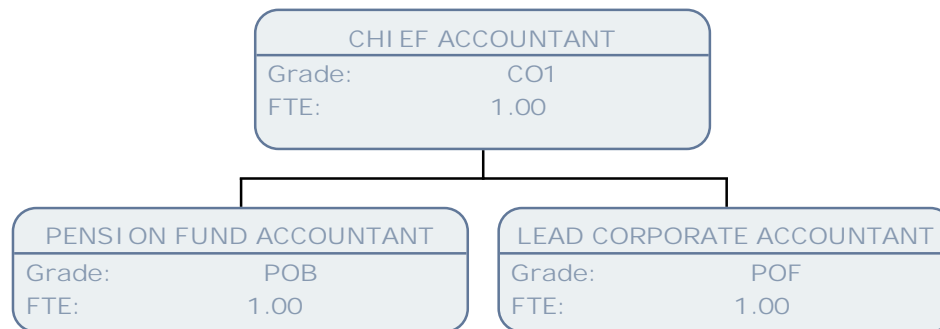 CHIEF ACCOUNTANT
Grade: CO1
FTE: 1.00
PENSION FUND ACCOUNTANT
Grade: POB
FTE: 1.00
LEAD CORPORATE ACCOUNTANT
Grade: POF
FTE: 1.00